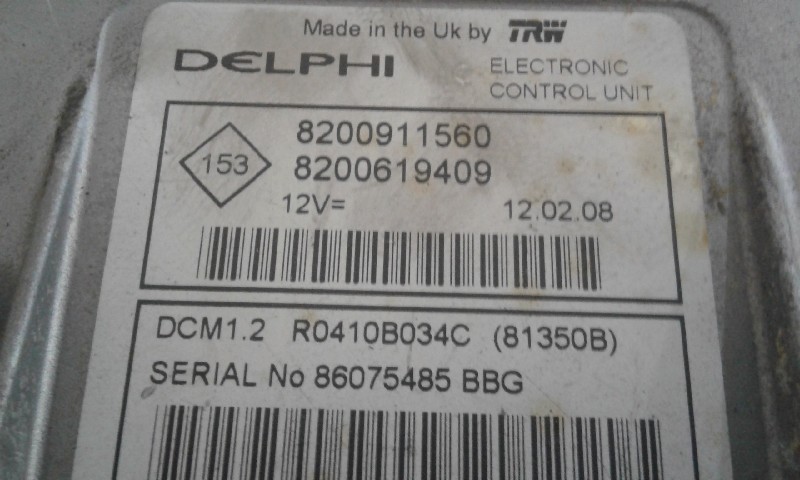 Made in the Uk by TRW
DELPHI
ELECTRONIC
CONTROL UNIT
153
8200911560
8200619409
12V=
12.02.08
DCM1.2 R0410B034C (81350B)
SERIAL No 86075485 BBG